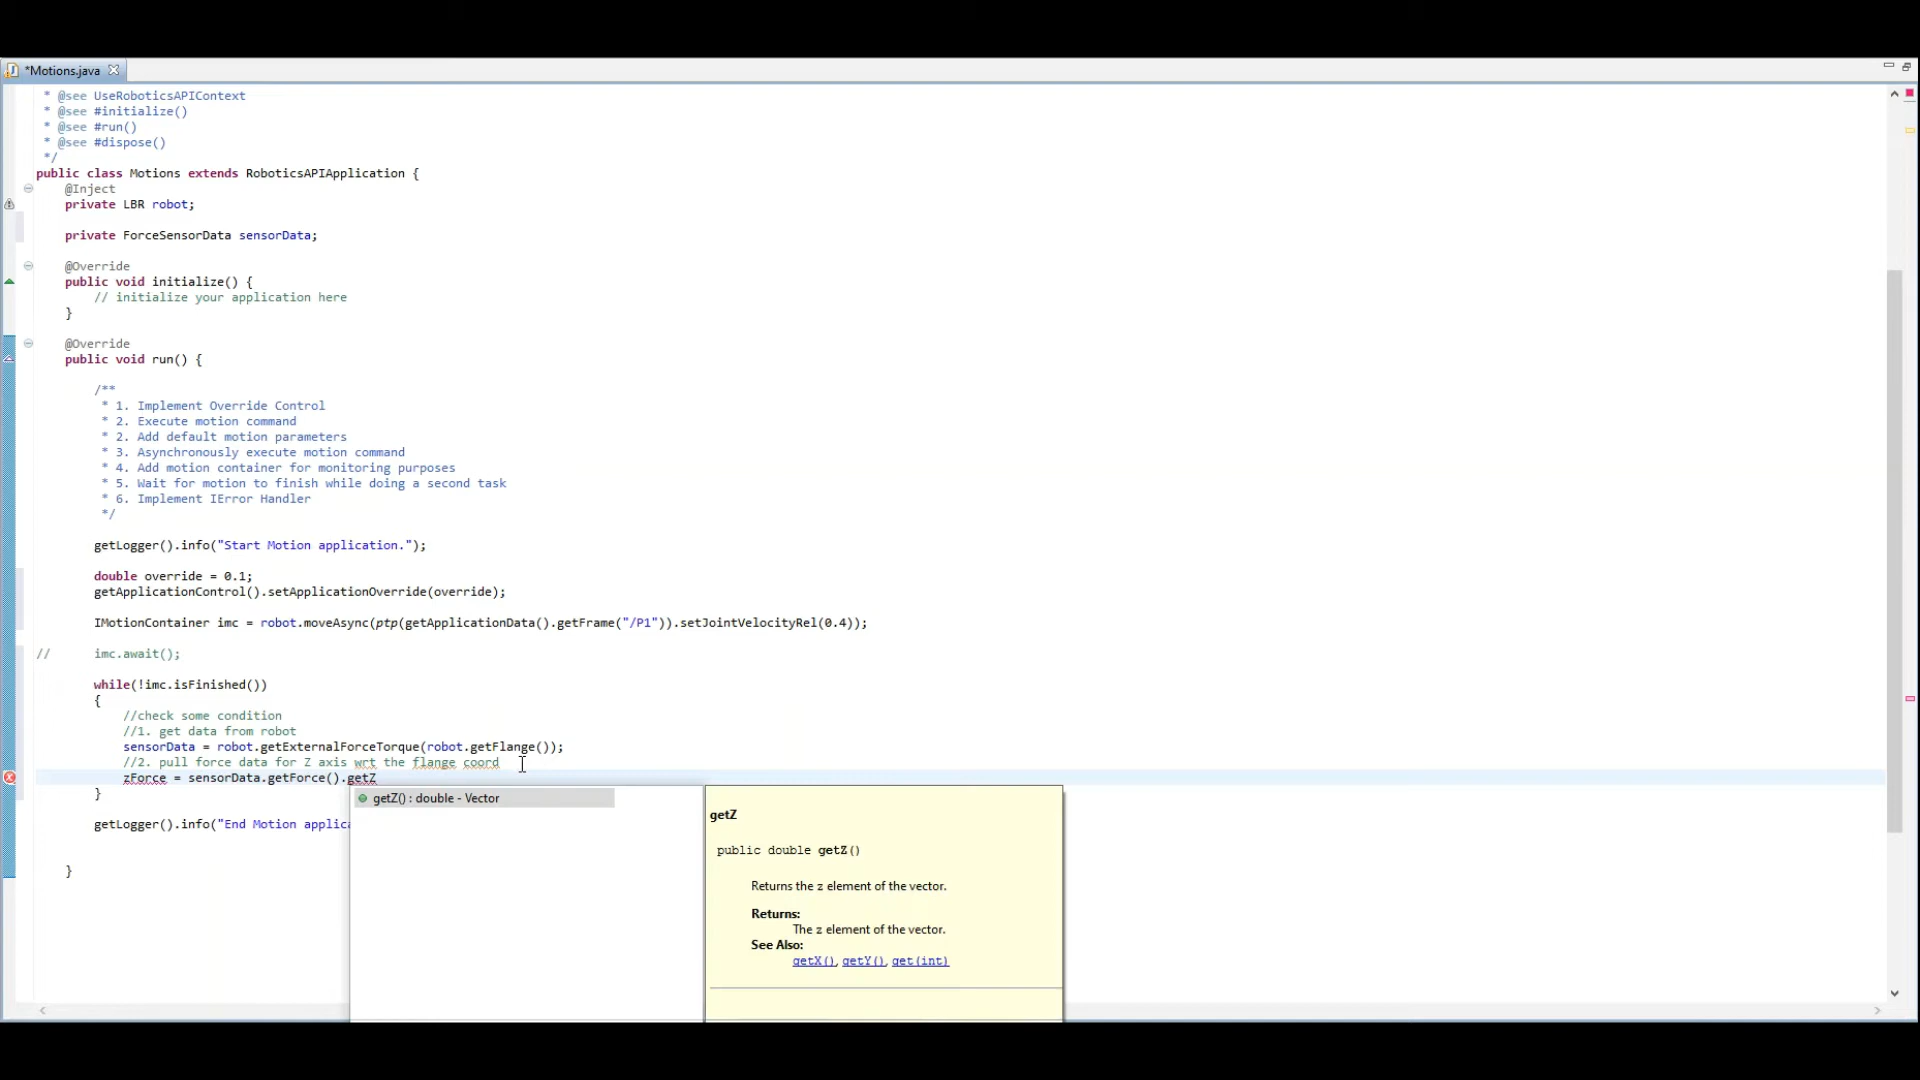 *Motions.java
* @see UseRoboticsAPIContext
* @see #initialize()
* @see #run()
* @see #dispose()
*/
public class Motions extends RoboticsAPIApplication {
@Inject
private LBR robot;
private ForceSensorData sensorData;
@Override
public void initialize() {
// initialize your application here
}
@Override
public void run() {
/**
* 1. Implement Override Control
* 2. Execute motion command
* 2. Add default motion parameters
* 3. Asynchronously execute motion command
* 4. Add motion container for monitoring purposes
* 5. Wait for motion to finish while doing a second task
* 6. Implement IError Handler
*/
getLogger().info("Start Motion application.");
double override = 0.1;
getApplicationControl().setApplicationOverride(override);
IMotionContainer imc = robot.moveAsync(ptp(getApplicationData().getFrame("/P1")).setJointVelocityRel(0.4));
// imc.await();
while(!imc.isFinished())
{
//check some condition
//1. get data from robot
sensorData = robot.getExternalForceTorque(robot.getFlange());
//2. pull force data for Z axis wrt the flange coord
zForce = sensorData.getForce().getZ
}
getZ() : double - Vector
getLogger().info("End Motion applica
}
getZ
public double getZ()
Returns the z element of the vector.
Returns:
The z element of the vector.
See Also:
getX(), getY(), get(int)